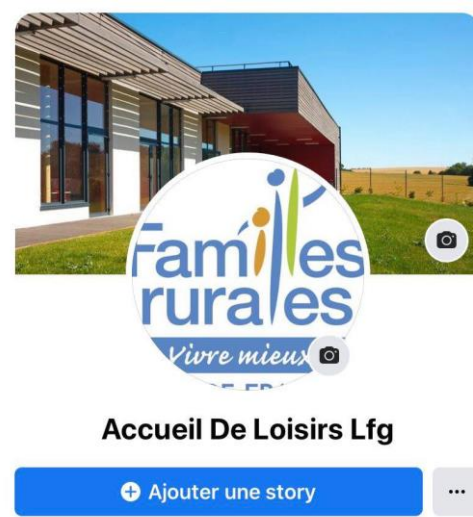 Familles
rurales
Vivre mieux
Accueil De Loisirs Lfg
Ajouter une story